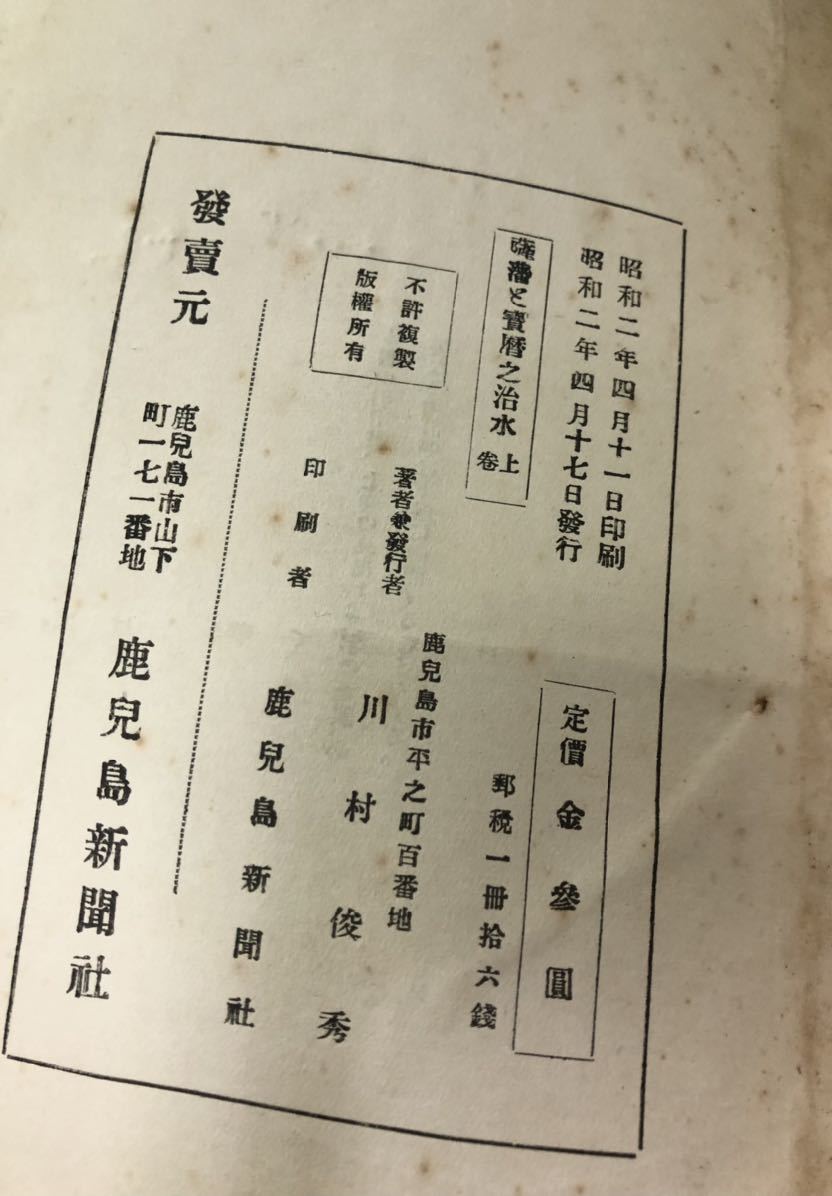 昭和二年四月十一日印刷
昭和二年四月十七日發行
薩藩と寶暦之治水 上卷
不許複製
版權所有
定價金參圓
郵税一冊拾六錢
著者兼發行者
鹿兒島市平之町百番地
川村俊秀
印刷者
鹿兒島新聞社
發賣元
鹿兒島市山下
町一七一番地
鹿兒島新聞社